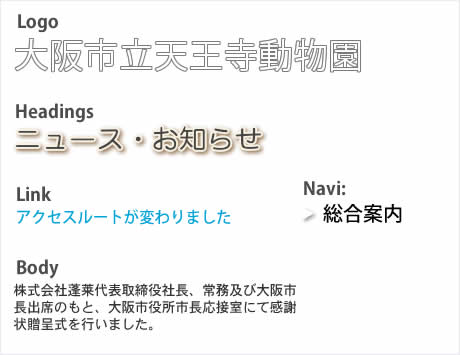 Logo
大阪市立天王寺動物園
Headings
ニュース・お知らせ
Link
アクセスルートが変わりました
Navi:
> 総合案内
Body
株式会社蓬莱代表取締役社長、常務及び大阪市
長出席のもと、大阪市役所市長応接室にて感謝
状贈呈式を行いました。